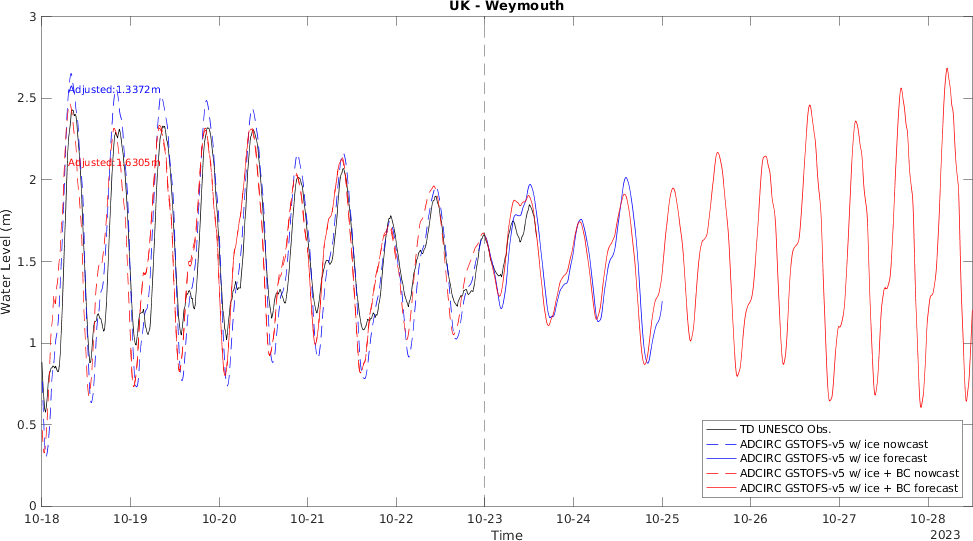 UK - Weymouth
3
2.5
2
1.5
1
0.5
0
Water Level (m)
Adjusted:1.3372m
Adjusted:1.6305m
TD UNESCO Obs.
ADCIRC GSTOFS-v5 w/ ice nowcast
ADCIRC GSTOFS-v5 w/ ice forecast
ADCIRC GSTOFS-v5 w/ ice + BC nowcast
ADCIRC GSTOFS-v5 w/ ice + BC forecast
10-18 10-19 10-20 10-21 10-22 10-23 10-24 10-25 10-26 10-27 10-28
Time
2023